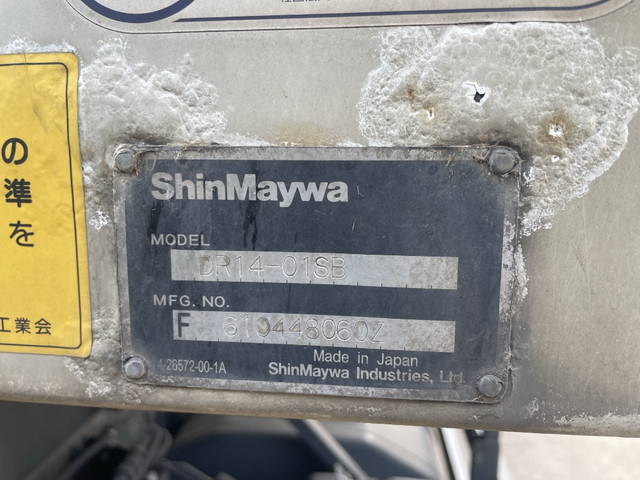 の
準
を
工業会
ShinMaywa
MODEL
DR14-01SB
MFG. NO.
F 610448060Z
Made in Japan
4-26572-00-1A
ShinMaywa Industries, Ltd.